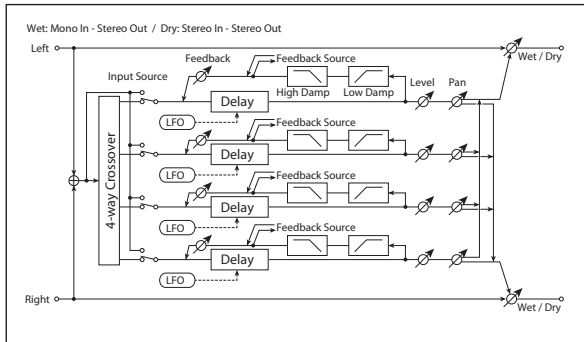 Wet: Mono In - Stereo Out / Dry: Stereo In - Stereo Out
Left
Wet / Dry
Feedback
Feedback Source
Input Source
High Damp
Low Damp
Level
Pan
Delay
LFO
Feedback Source
Delay
LFO
4-way Crossover
Feedback Source
Delay
LFO
Feedback Source
Delay
LFO
Right
Wet / Dry